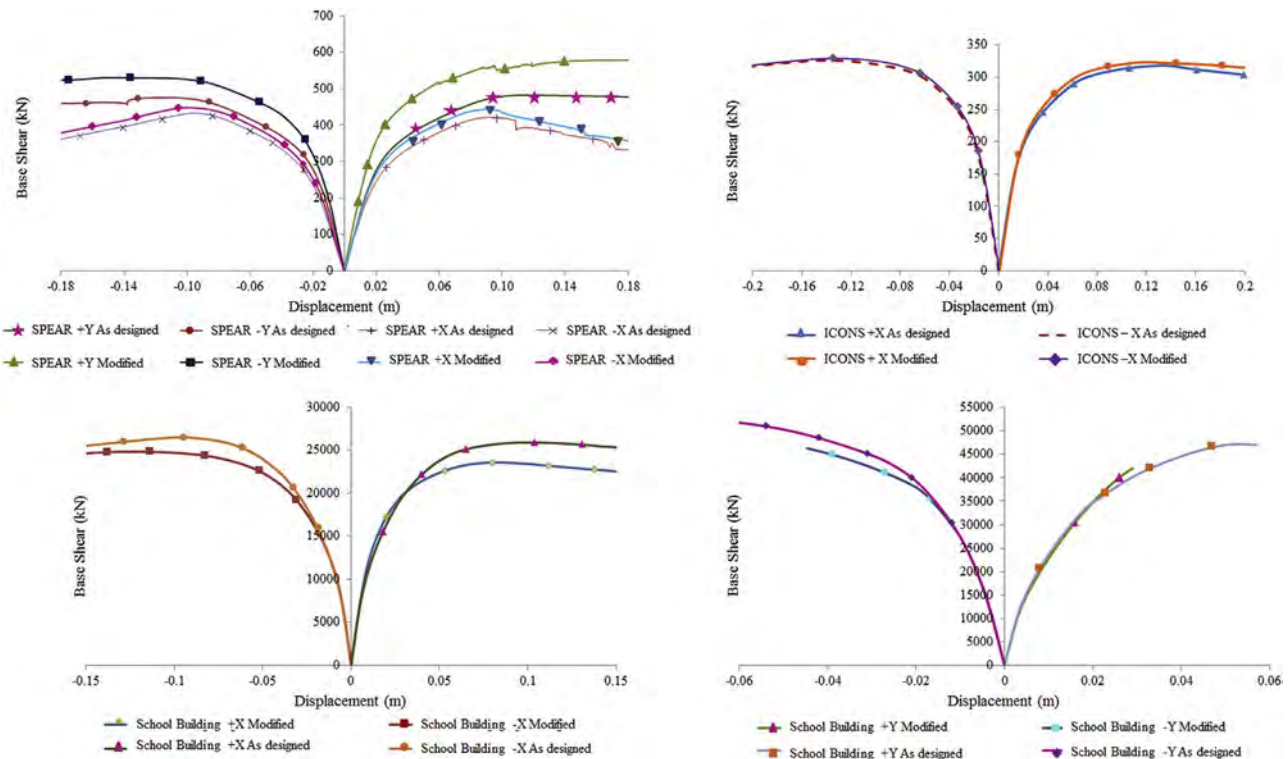 700
600
500
400
300
200
100
0
Base Shear (kN)
-0.18 -0.14 -0.10 -0.06 -0.02 0.02 0.06 0.10 0.14 0.18
Displacement (m)
SPEAR +Y As designed SPEAR -Y As designed SPEAR +X As designed SPEAR -X As designed
SPEAR +Y Modified SPEAR -Y Modified SPEAR +X Modified SPEAR -X Modified
350
300
250
200
150
100
50
0
Base Shear (kN)
-0.2 -0.16 -0.12 -0.08 -0.04 0 0.04 0.08 0.12 0.16 0.2
Displacement (m)
ICONS +X As designed ICONS – X As designed
ICONS + X Modified ICONS –X Modified
30000
25000
20000
15000
10000
5000
0
Base Shear (kN)
-0.15 -0.1 -0.05 0 0.05 0.1 0.15
Displacement (m)
School Building +X Modified School Building -X Modified
School Building +X As designed School Building -X As designed
55000
50000
45000
40000
35000
30000
25000
20000
15000
10000
5000
0
Base Shear (kN)
-0.06 -0.04 -0.02 0 0.02 0.04 0.06
Displacement (m)
School Building +Y Modified School Building -Y Modified
School Building +Y As designed School Building -Y As designed